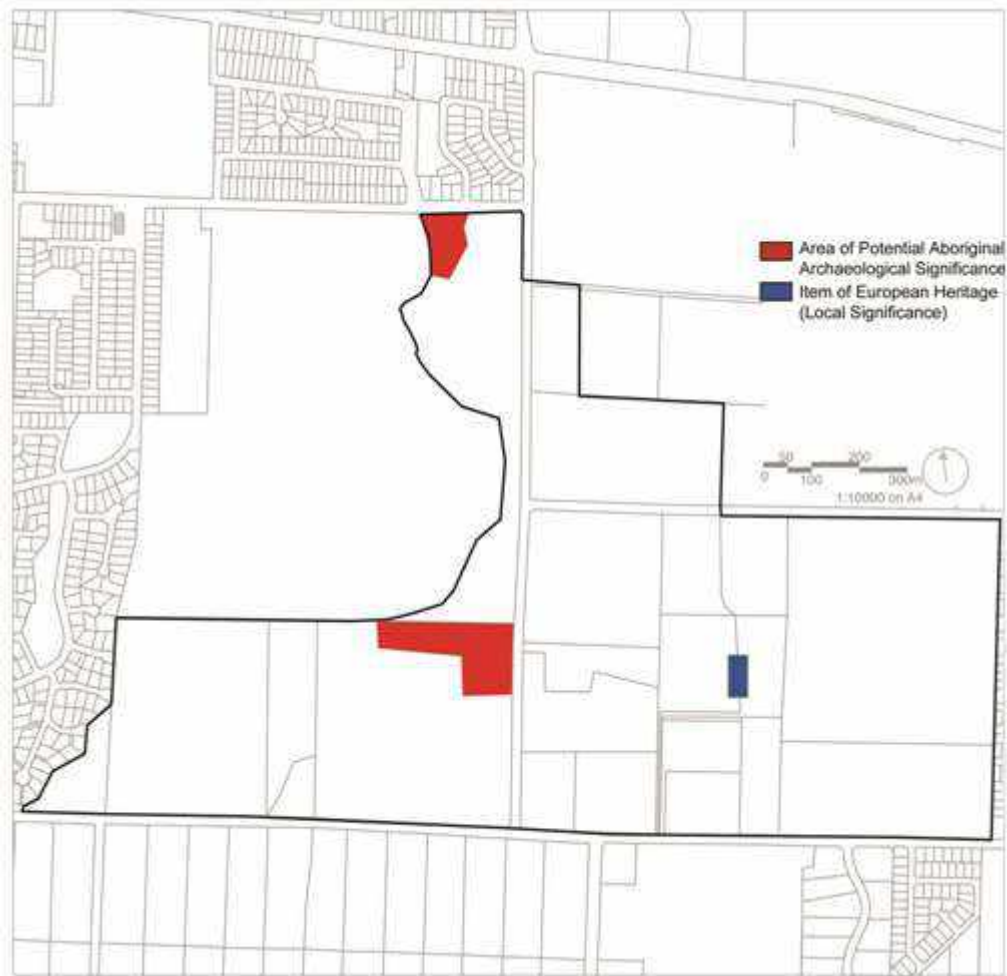 Area of Potential Aboriginal
Archaeological Significance
Item of European Heritage
(Local Significance)
50 200
0 100 300m
1:10000 on A4